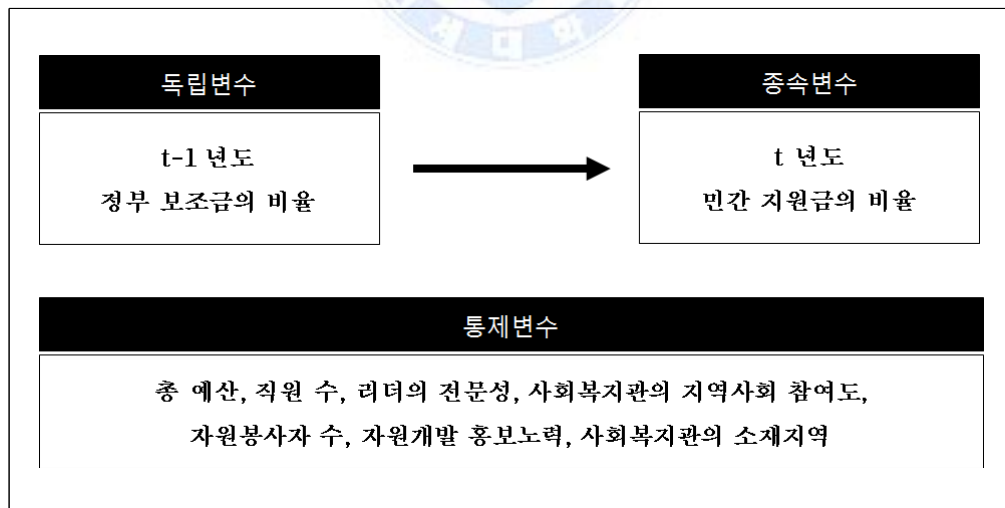 독립변수
t-1 년도
정부 보조금의 비율
종속변수
t 년도
민간 지원금의 비율
통제변수
총 예산, 직원 수, 리더의 전문성, 사회복지관의 지역사회 참여도,
자원봉사자 수, 자원개발 홍보노력, 사회복지관의 소재지역